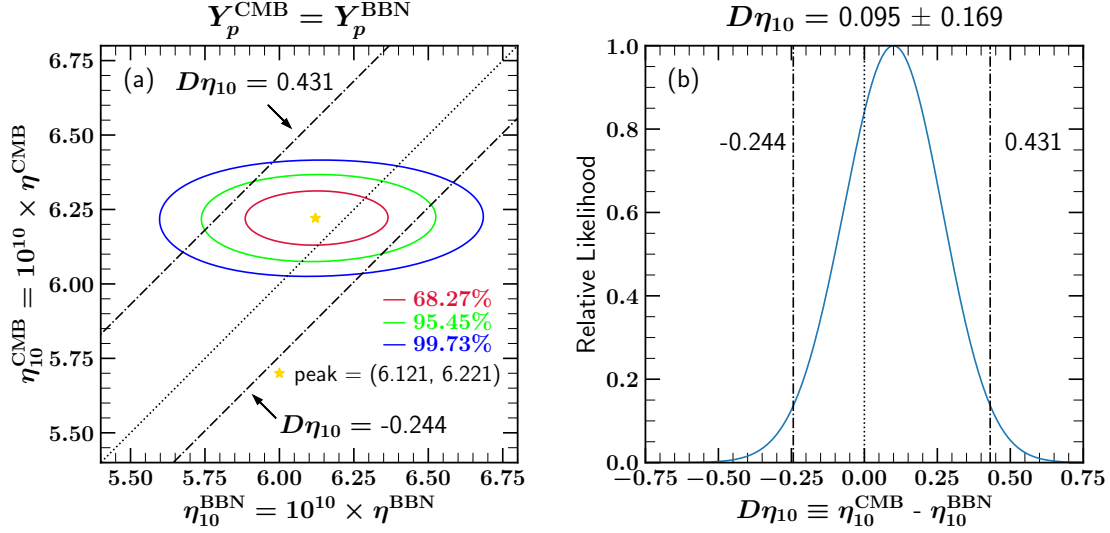 Y_p^CMB = Y_p^BBN
(a)
Dη10 = 0.431
6.75
6.50
6.25
6.00
5.75
5.50
η10^CMB = 10^10 × η^CMB
68.27%
95.45%
99.73%
peak = (6.121, 6.221)
Dη10 = -0.244
5.50 5.75 6.00 6.25 6.50 6.75
η10^BBN = 10^10 × η^BBN
Dη10 = 0.095 ± 0.169
(b)
1.0
0.8
0.6
0.4
0.2
0.0
Relative Likelihood
-0.244
0.431
−0.75 −0.50 −0.25 0.00 0.25 0.50 0.75
Dη10 ≡ η10^CMB - η10^BBN